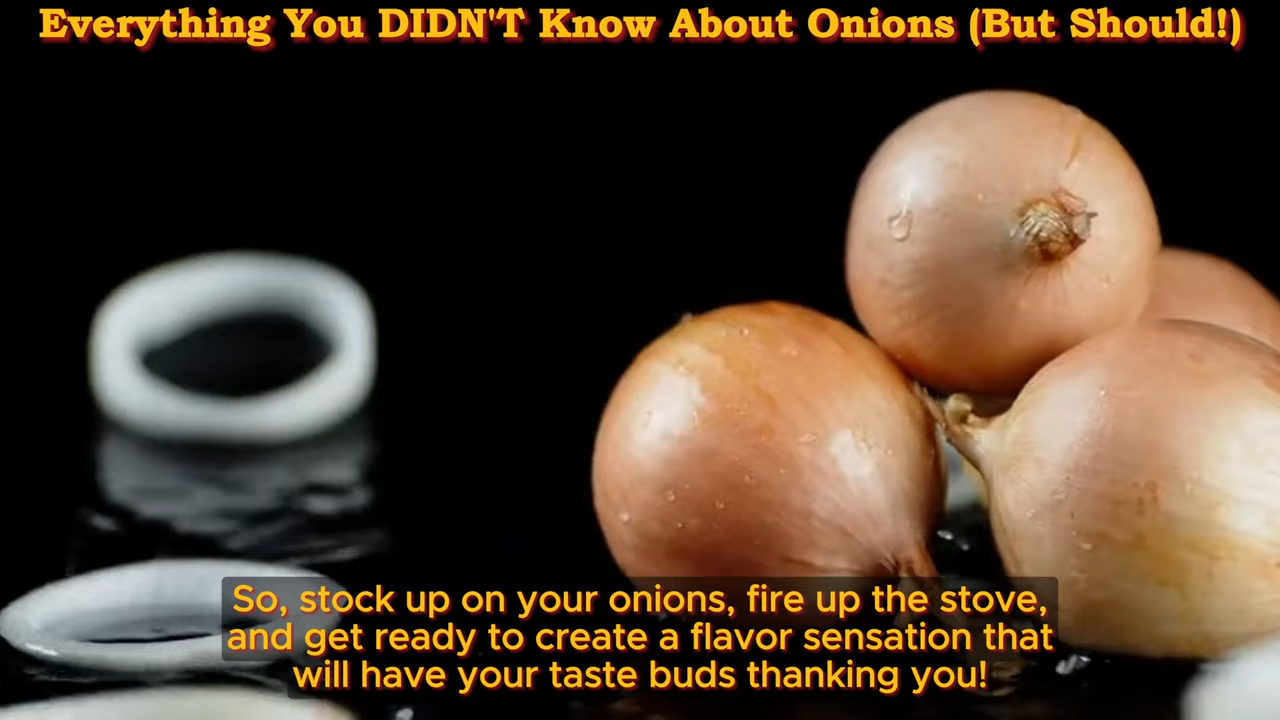 Everything You DIDN'T Know About Onions (But Should!)
So, stock up on your onions, fire up the stove,
and get ready to create a flavor sensation that
will have your taste buds thanking you!